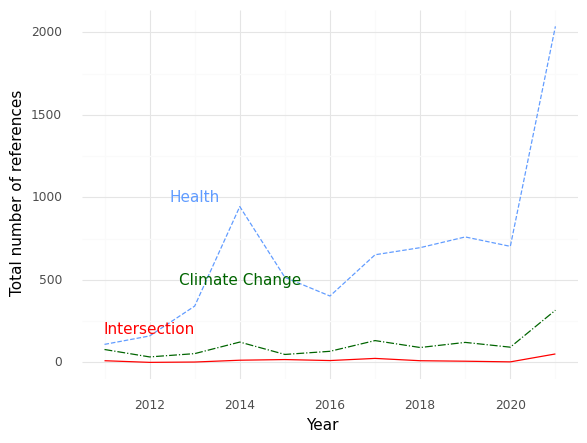 2000
1500
1000
500
0
Total number of references
Health
Climate Change
Intersection
2012 2014 2016 2018 2020
Year